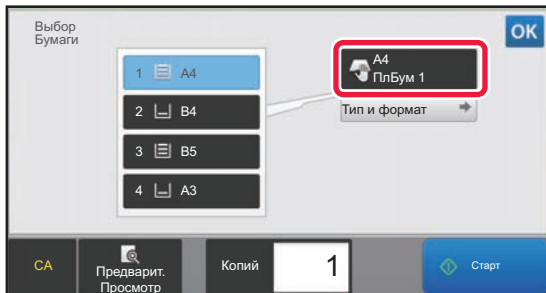 Выбор
Бумаги
OK
1 A4
2 B4
3 B5
4 A3
A4
ПлБум 1
Тип и формат
CA
Предварит.
Просмотр
Копий
1
Старт